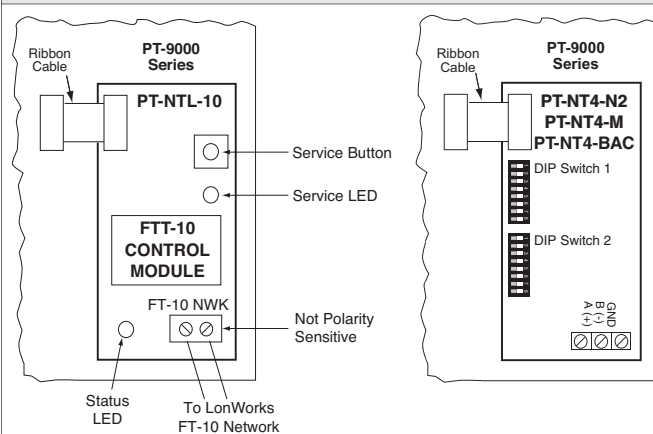 PT-9000
Series
Ribbon
Cable
PT-NTL-10
Service Button
Service LED
FTT-10
CONTROL
MODULE
FT-10 NWK
Not Polarity
Sensitive
Status
LED
To LonWorks
FT-10 Network
PT-9000
Series
Ribbon
Cable
PT-NT4-N2
PT-NT4-M
PT-NT4-BAC
DIP Switch 1
DIP Switch 2
GND
B (-)
A (+)